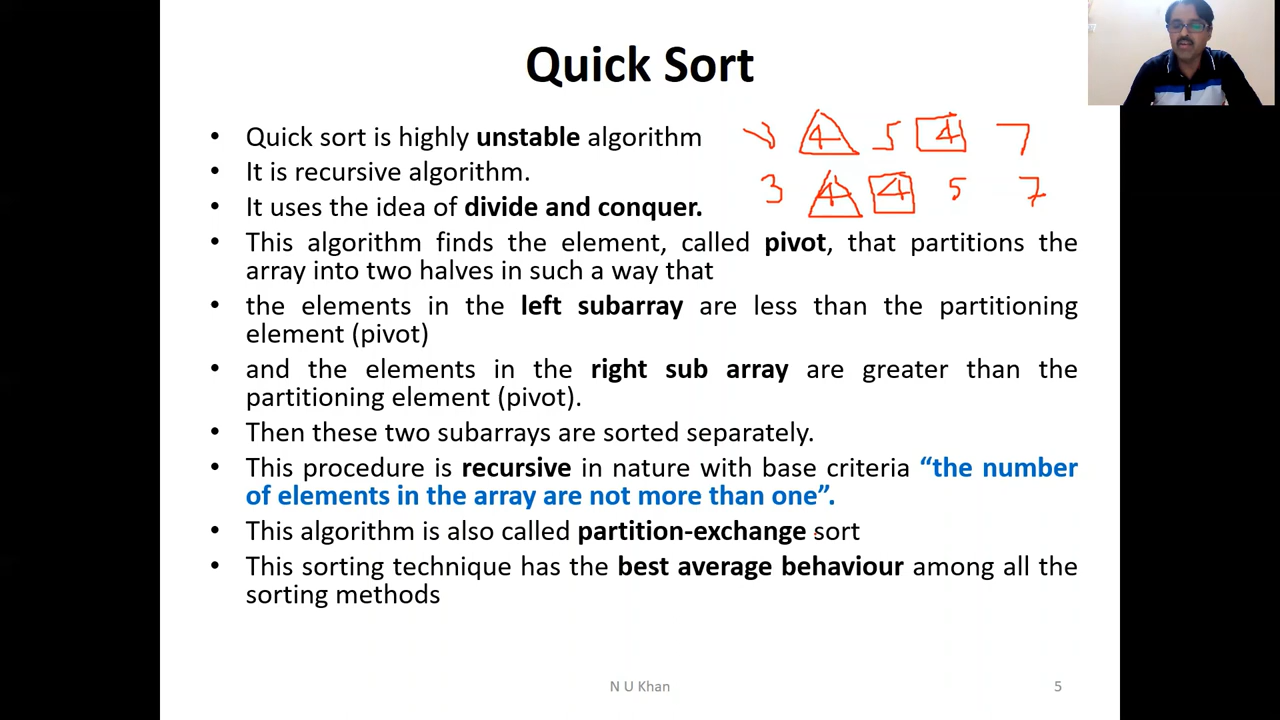 Quick Sort
• Quick sort is highly unstable algorithm
3 4 5 4 7
• It is recursive algorithm.
3 4 4 5 7
• It uses the idea of divide and conquer.
• This algorithm finds the element, called pivot, that partitions the
array into two halves in such a way that
• the elements in the left subarray are less than the partitioning
element (pivot)
• and the elements in the right sub array are greater than the
partitioning element (pivot).
• Then these two subarrays are sorted separately.
• This procedure is recursive in nature with base criteria “the number
of elements in the array are not more than one”.
• This algorithm is also called partition-exchange sort
• This sorting technique has the best average behaviour among all the
sorting methods
N U Khan
5